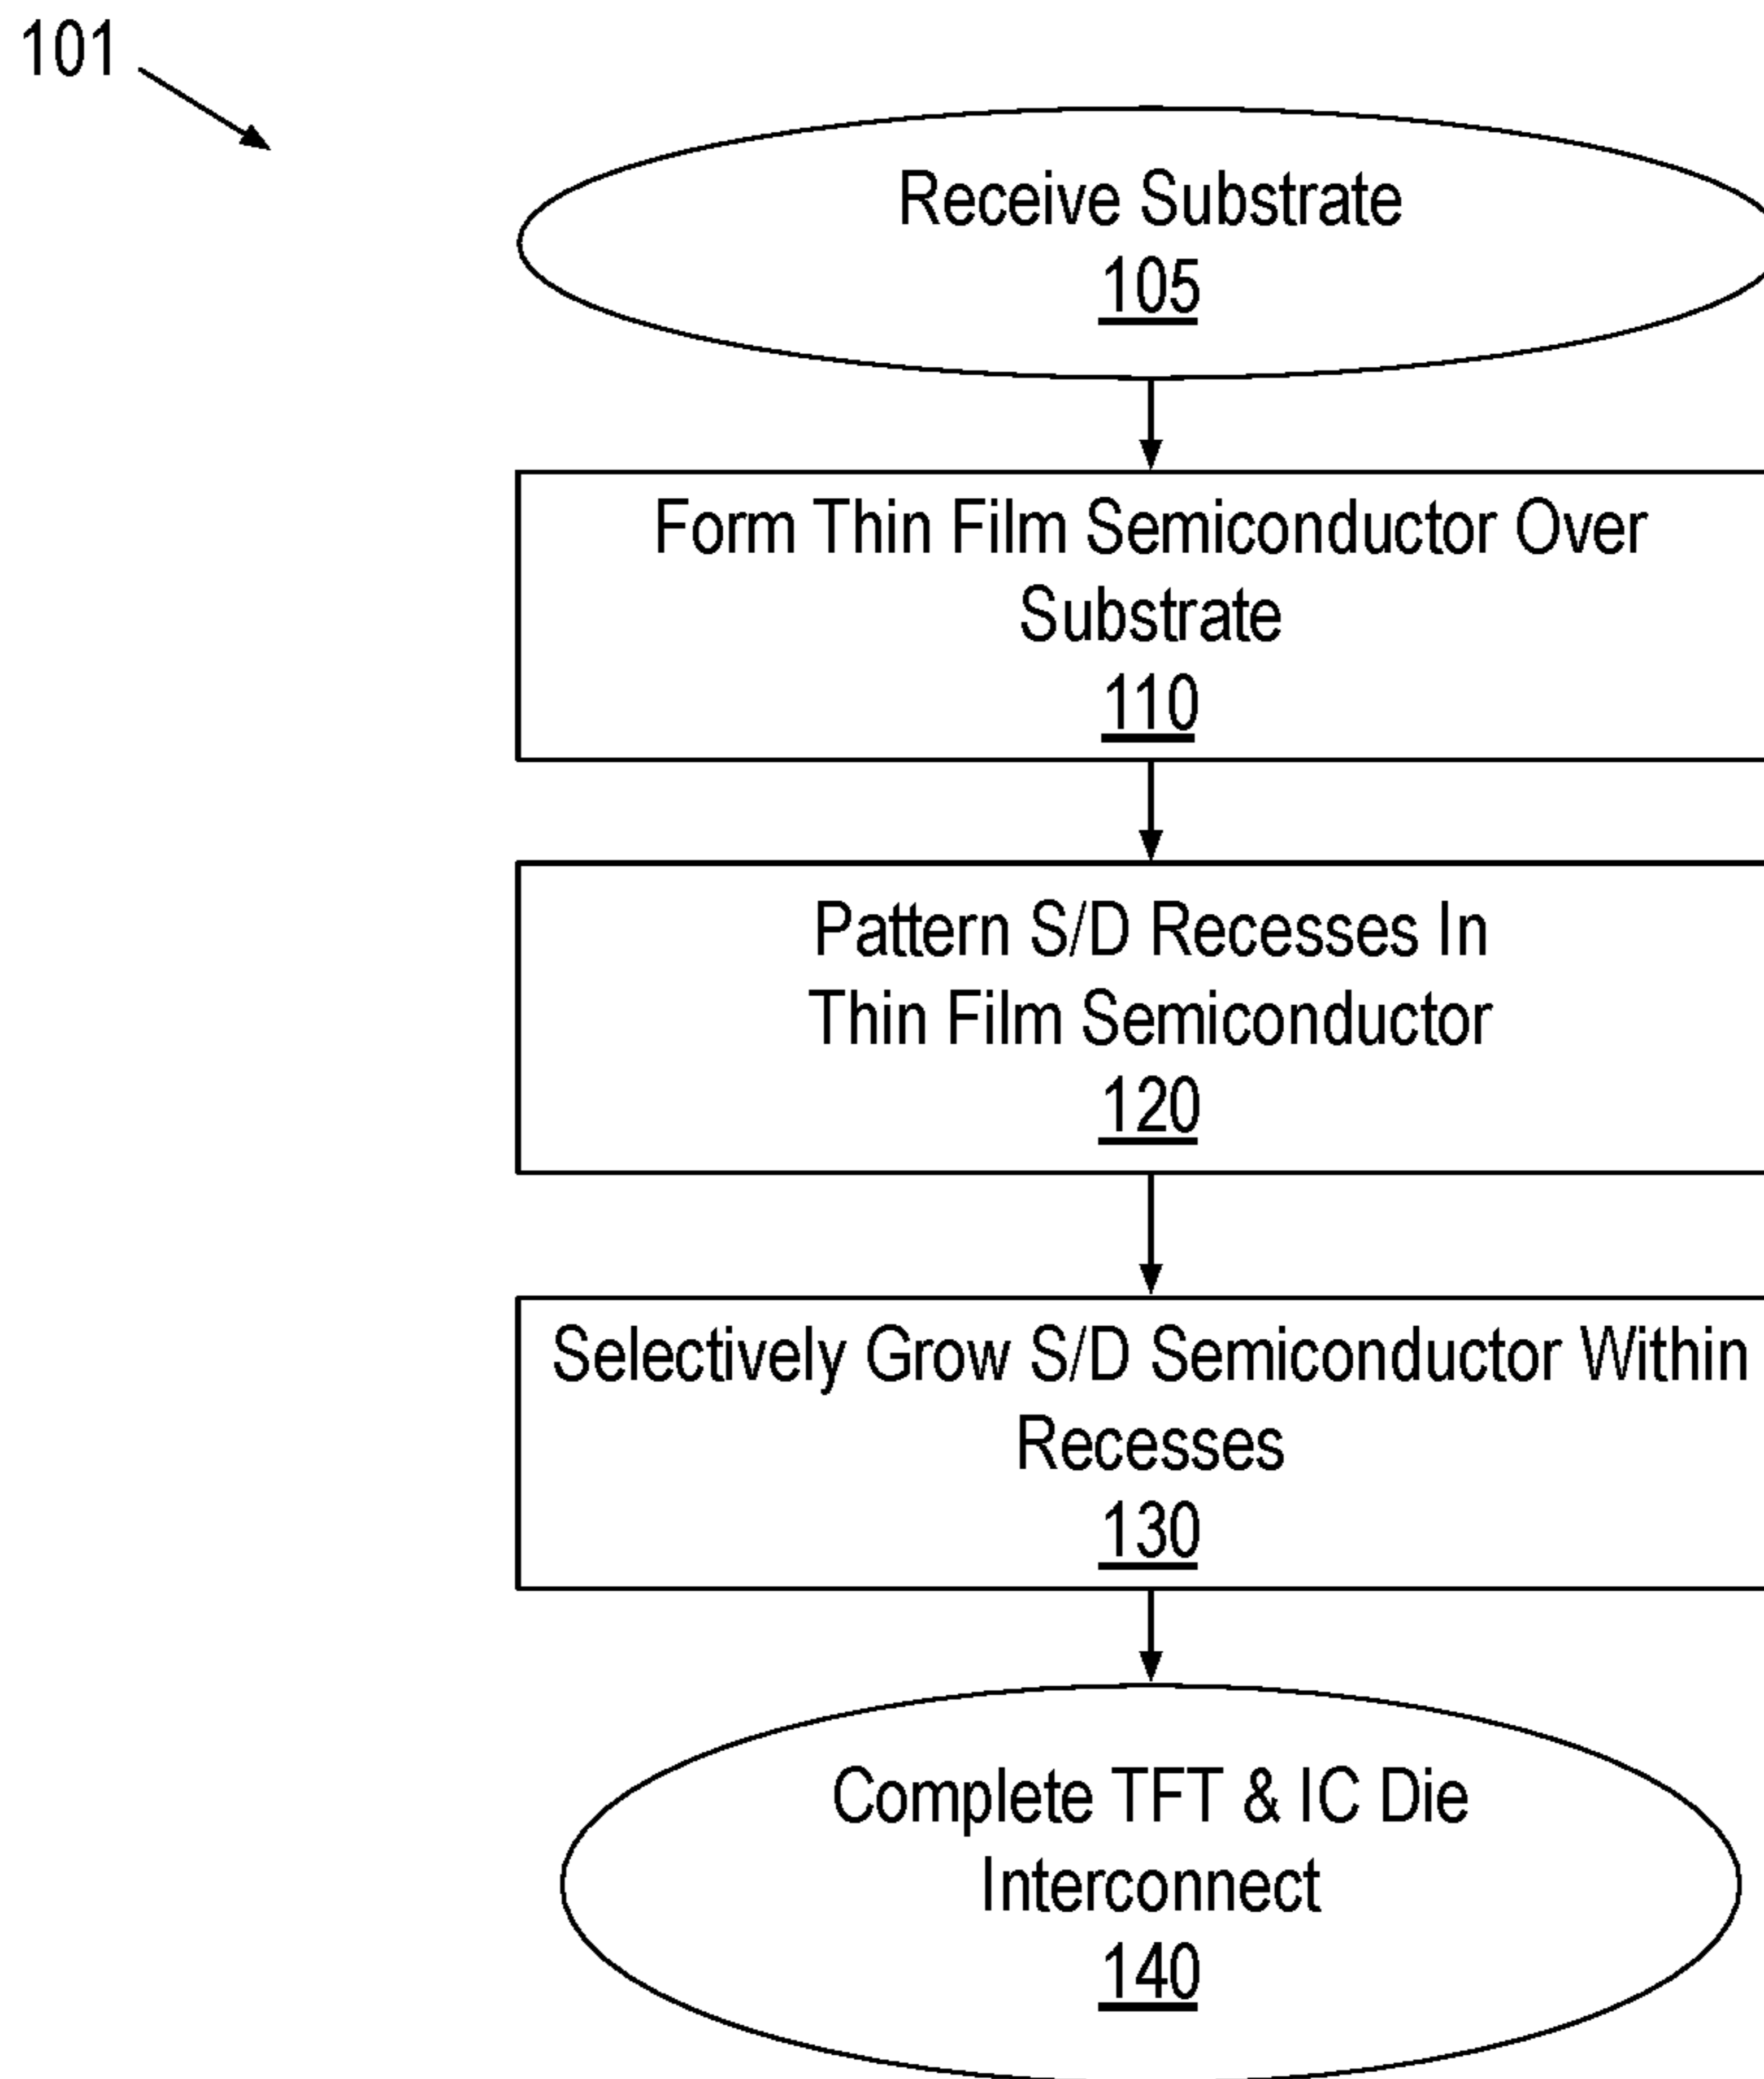 101
Receive Substrate
105
Form Thin Film Semiconductor Over
Substrate
110
Pattern S/D Recesses In
Thin Film Semiconductor
120
Selectively Grow S/D Semiconductor Within
Recesses
130
Complete TFT & IC Die
Interconnect
140